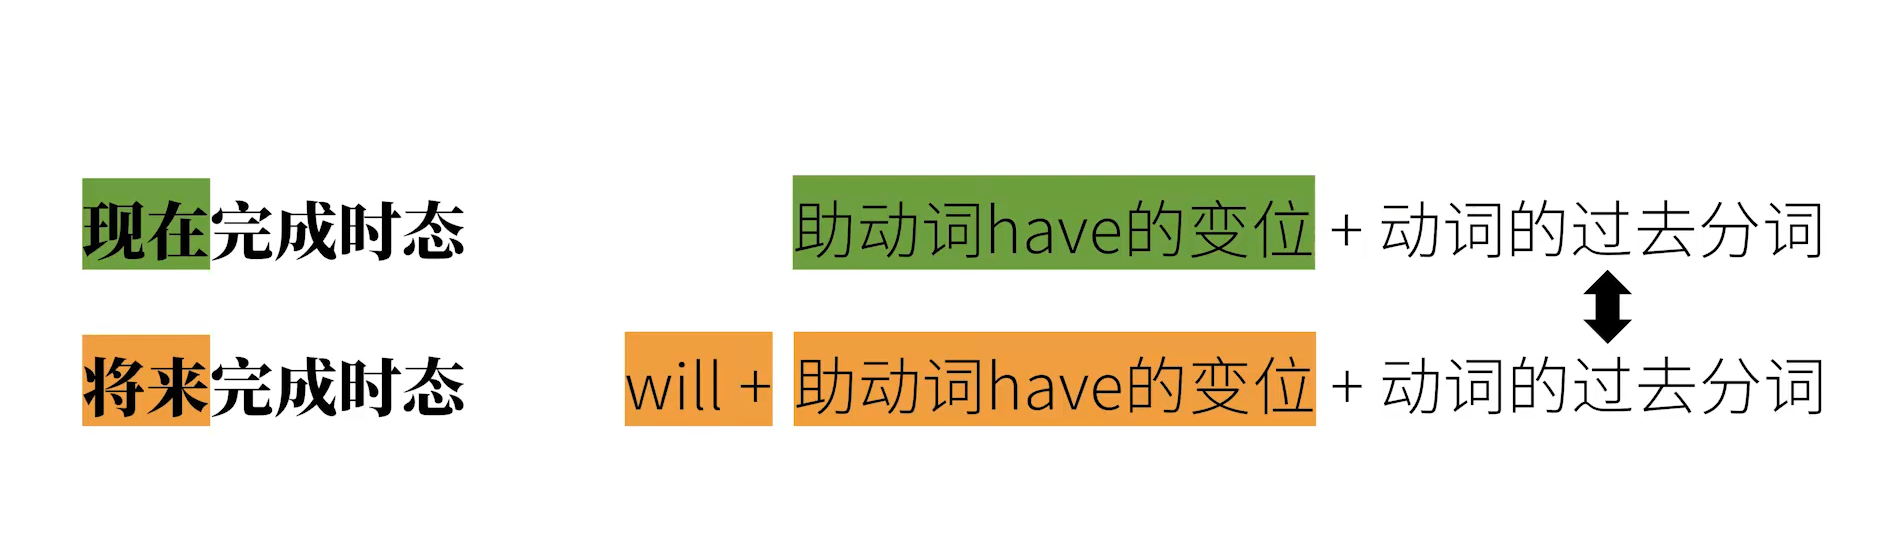 现在完成时态 助动词have的变位 + 动词的过去分词
将来完成时态 will + 助动词have的变位 + 动词的过去分词